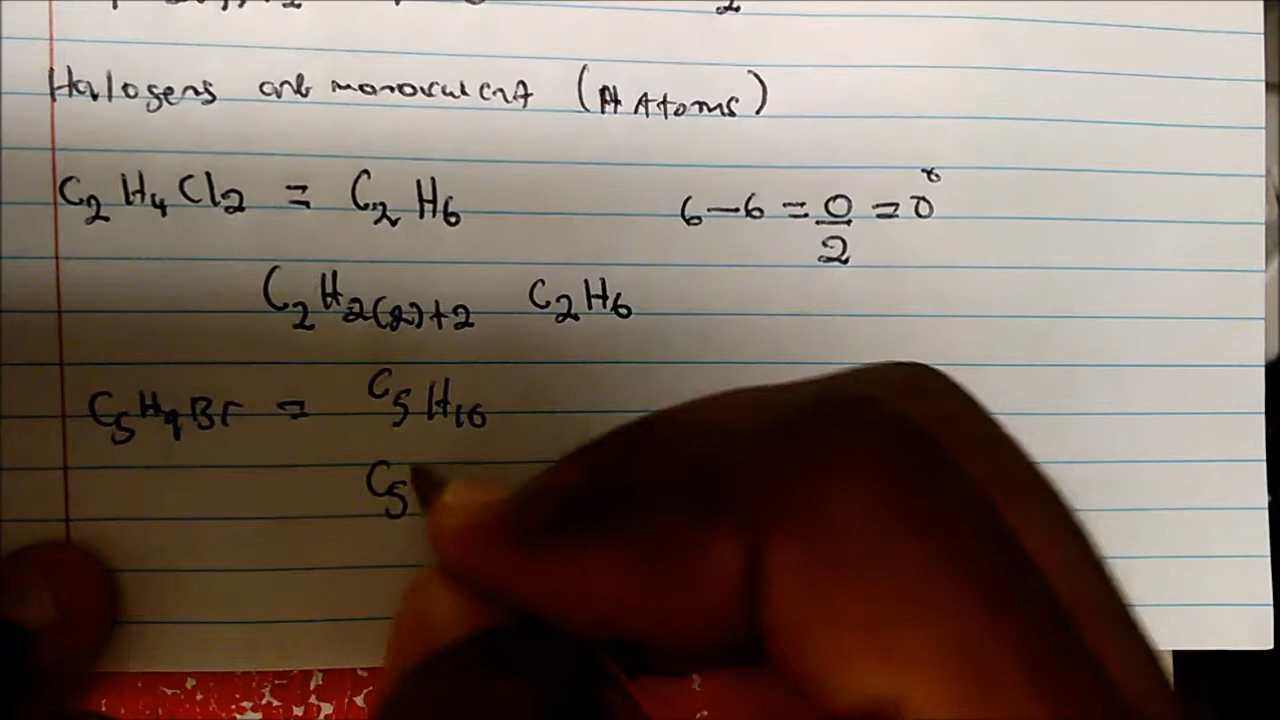 Halogens are monovalent (H Atoms)
C2H4Cl2 = C2H6 6-6 = 0/2 = 0°
C2H2(2)+2 C2H6
C5H9Br = C5H10
C5